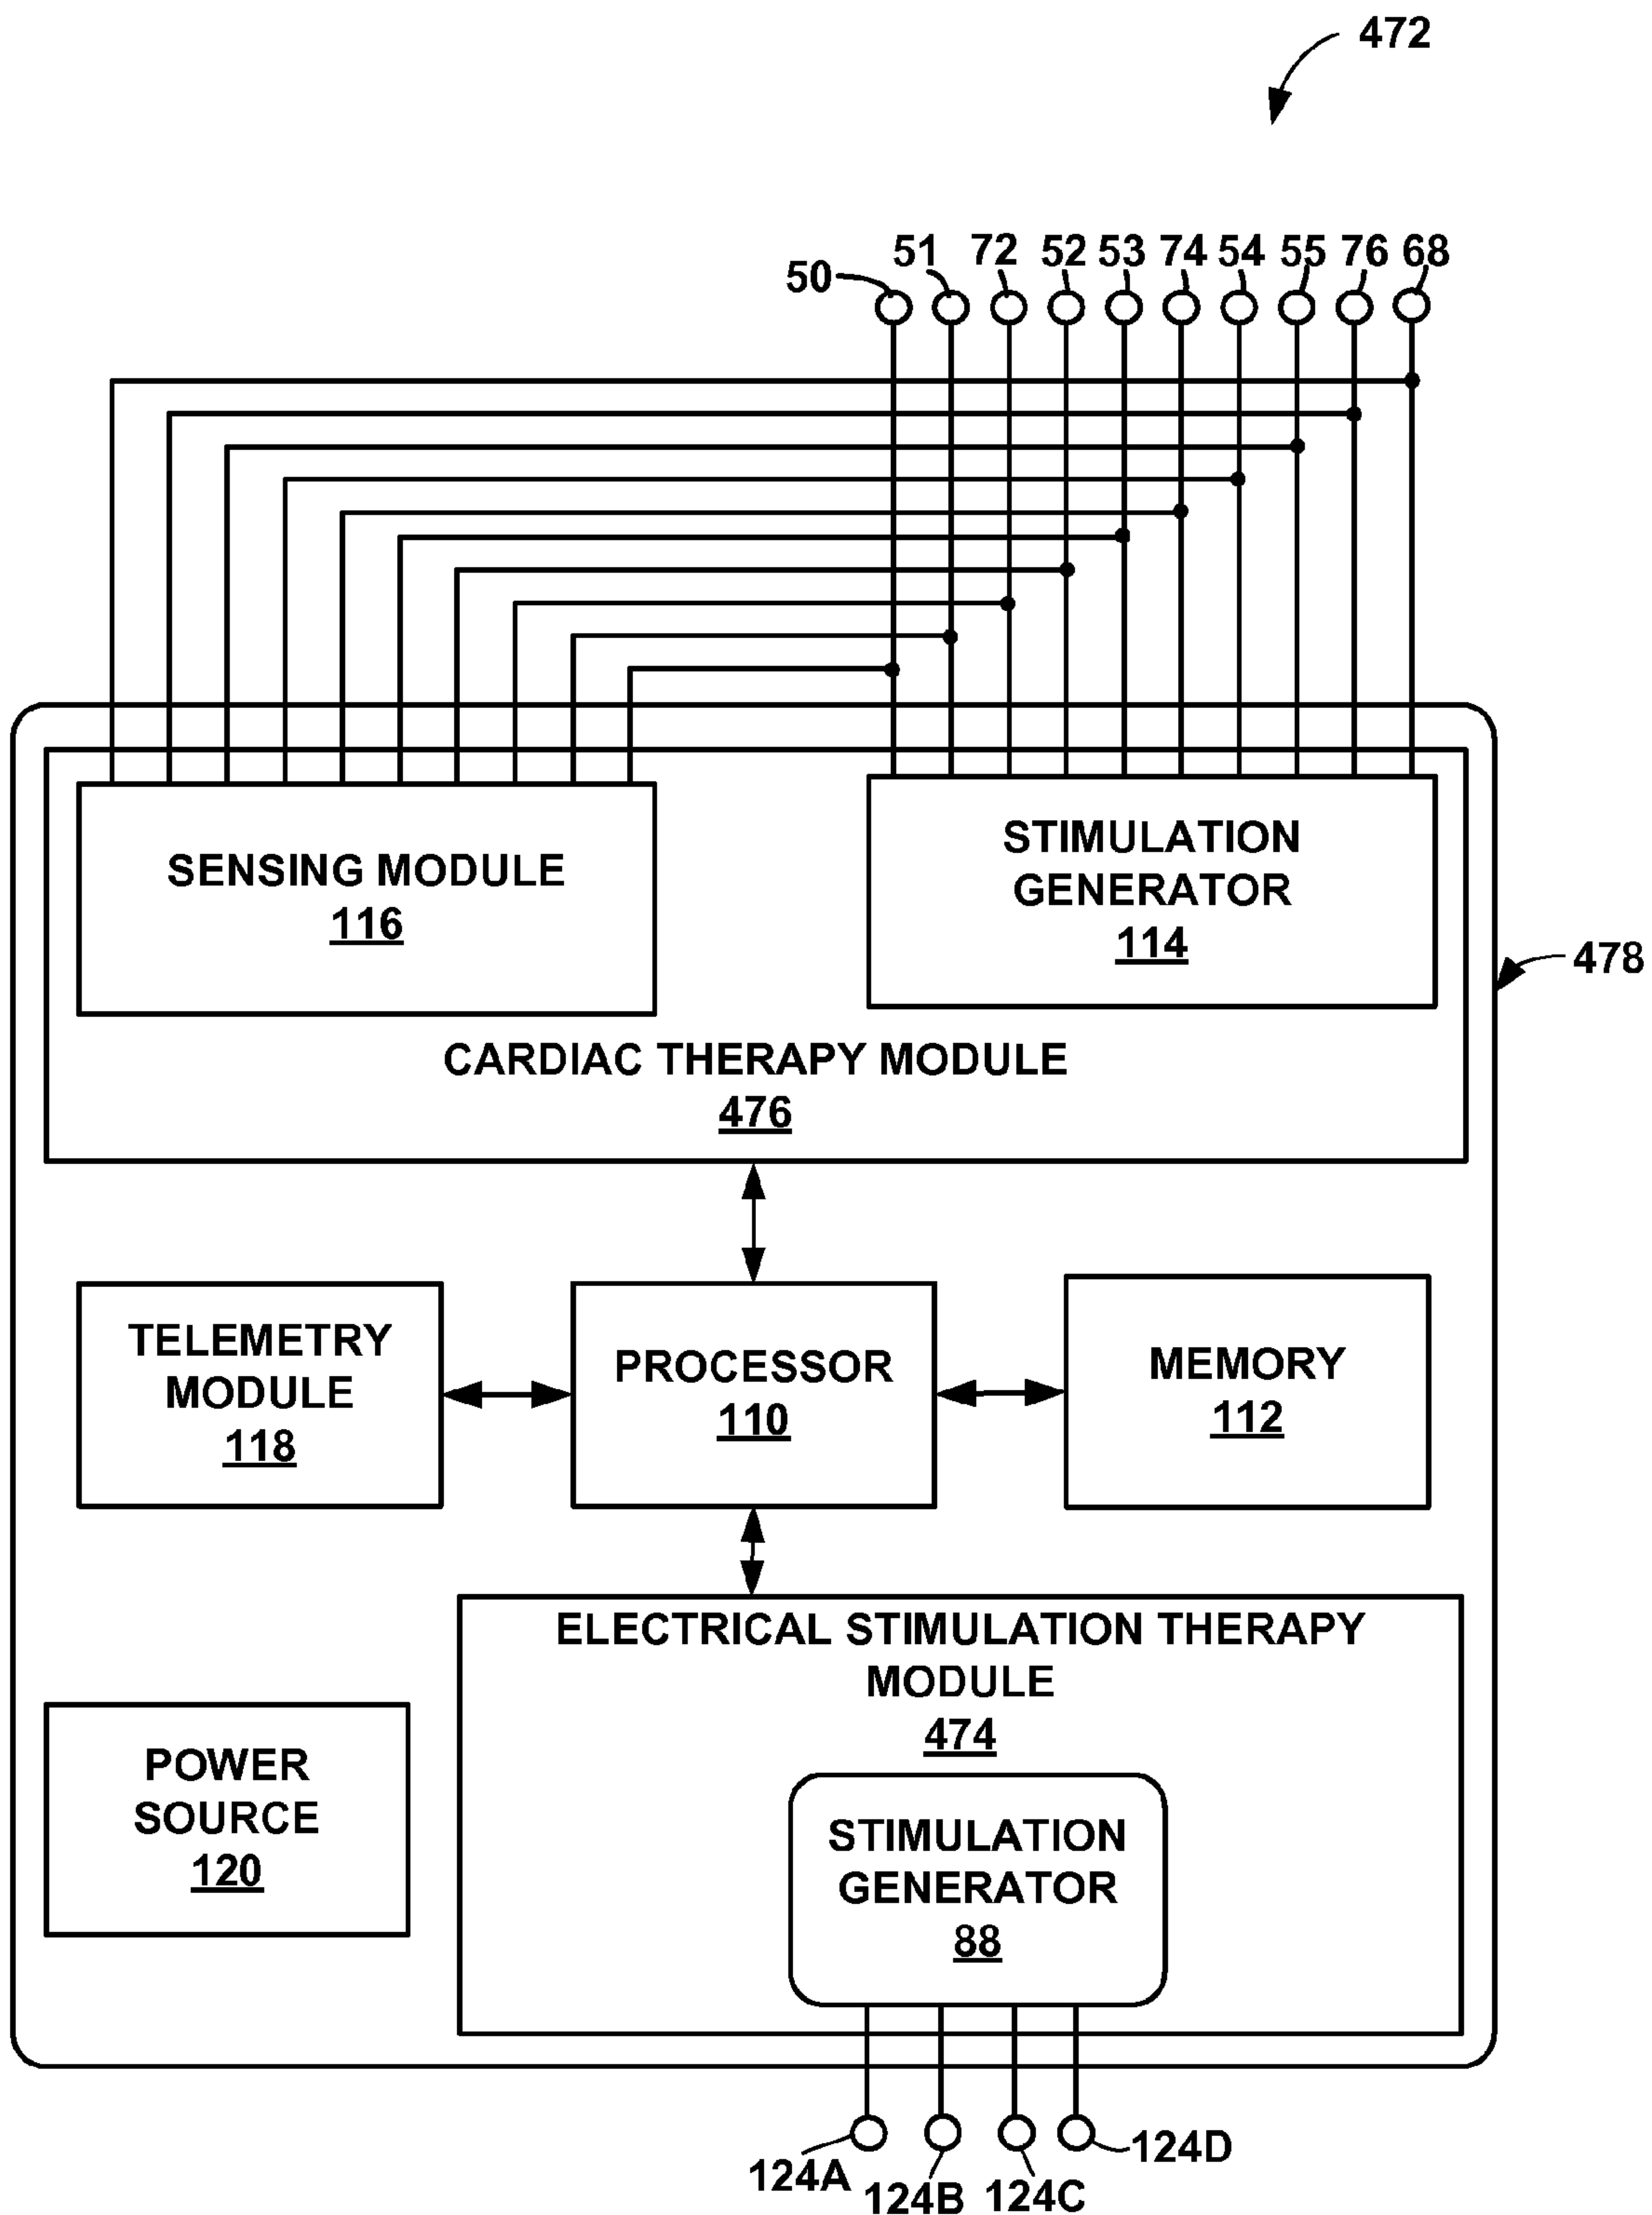 472
50 51 72 52 53 74 54 55 76 68
SENSING MODULE
116
STIMULATION
GENERATOR
114
478
CARDIAC THERAPY MODULE
476
TELEMETRY
MODULE
118
PROCESSOR
110
MEMORY
112
ELECTRICAL STIMULATION THERAPY
MODULE
474
POWER
SOURCE
120
STIMULATION
GENERATOR
88
124A 124B 124C 124D